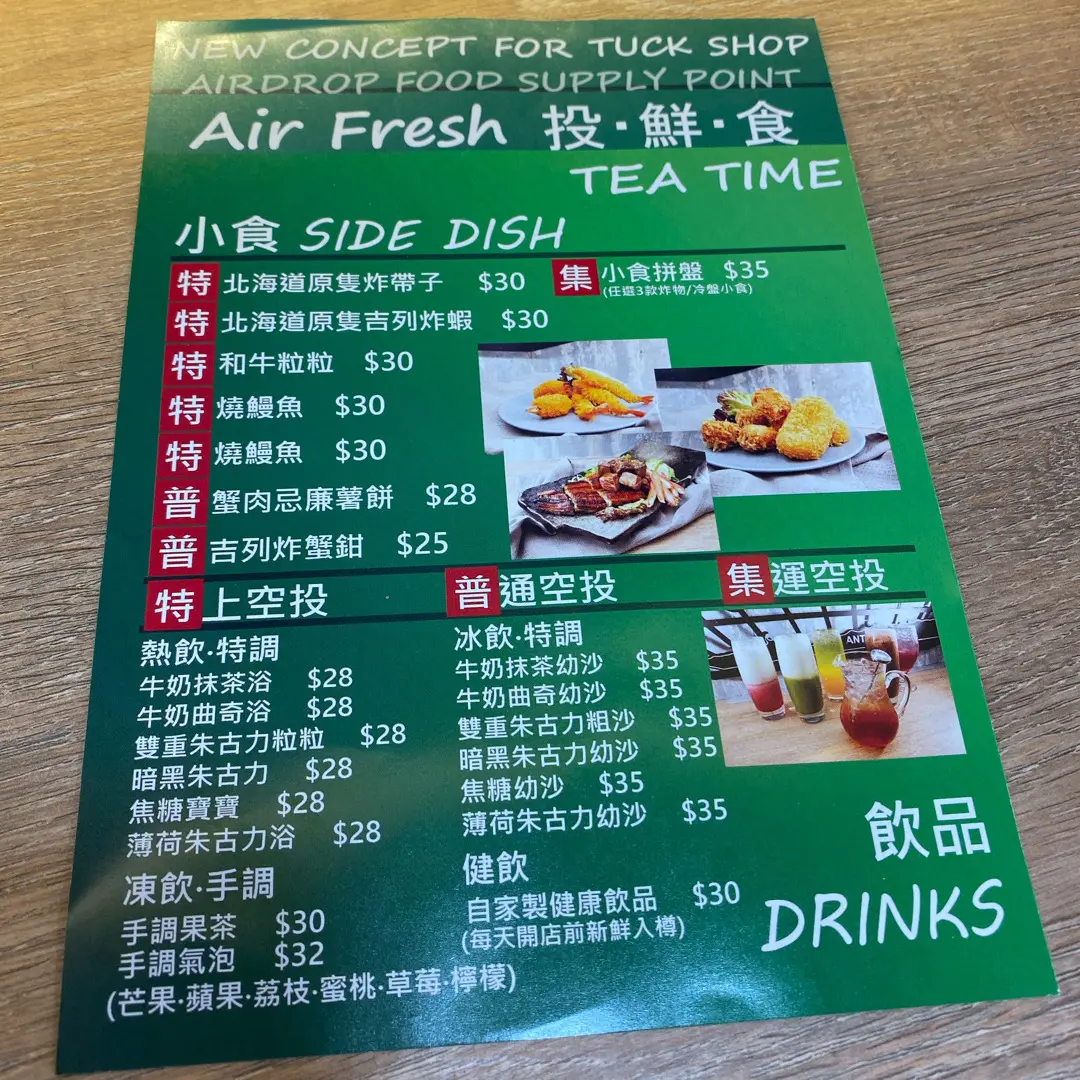 NEW CONCEPT FOR TUCK SHOP
AIRDROP FOOD SUPPLY POINT
Air Fresh 投·鮮·食
TEA TIME
小食 SIDE DISH
特 北海道原隻炸帶子 $30
特 北海道原隻吉列炸蝦 $30
特 和牛粒粒 $30
特 燒鰻魚 $30
特 燒鰻魚 $30
普 蟹肉忌廉薯餅 $28
普 吉列炸蟹鉗 $25
集 小食拼盤 $35
(任選3款炸物/冷盤小食)
特上空投
熱飲·特調
牛奶抹茶浴 $28
牛奶曲奇浴 $28
雙重朱古力粒粒 $28
暗黑朱古力 $28
焦糖寶寶 $28
薄荷朱古力浴 $28
凍飲·手調
手調果茶 $30
手調氣泡 $32
(芒果·蘋果·荔枝·蜜桃·草莓·檸檬)
普通空投
冰飲·特調
牛奶抹茶幼沙 $35
牛奶曲奇幼沙 $35
雙重朱古力粗沙 $35
暗黑朱古力幼沙 $35
焦糖幼沙 $35
薄荷朱古力幼沙 $35
健飲
自家製健康飲品 $30
(每天開店前新鮮入樽)
集運空投
ANT
飲品
DRINKS